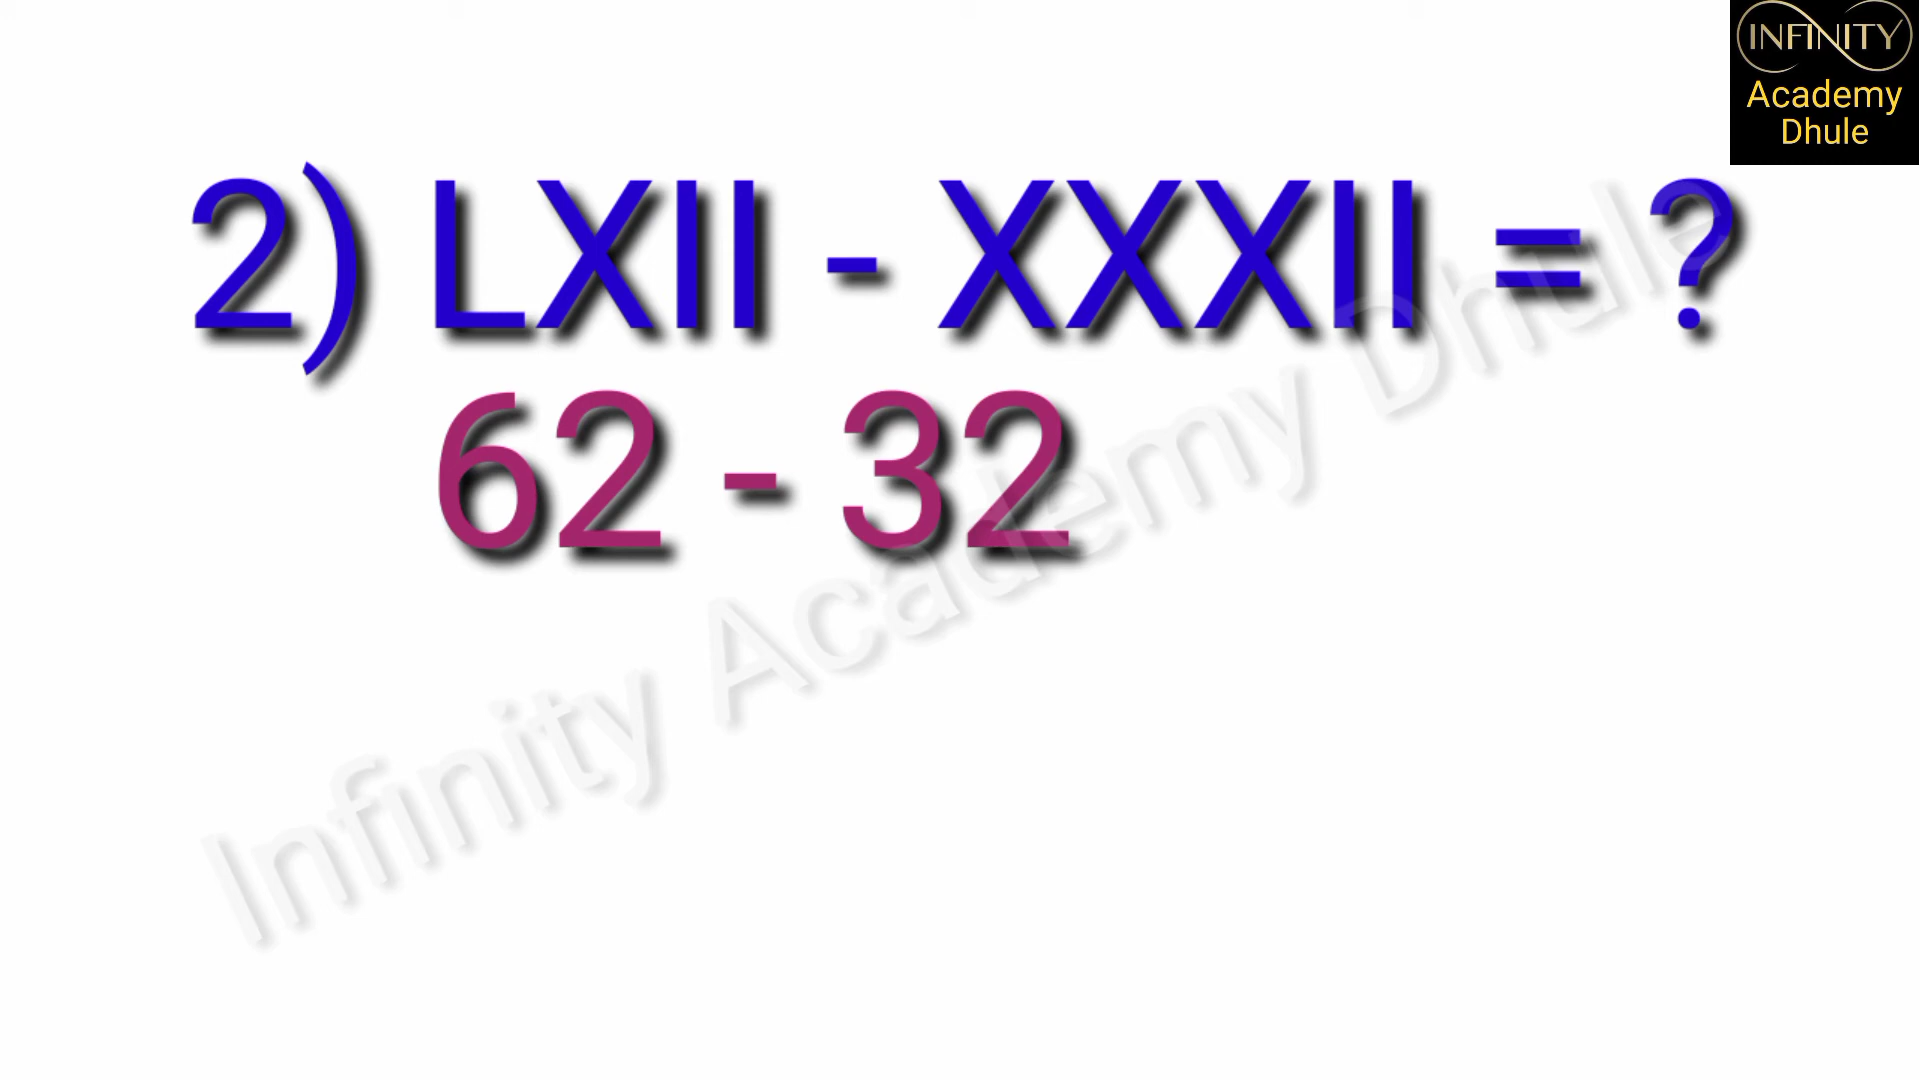 INFINITY
Academy
Dhule
2) LXII - XXXII = ?
62 - 32
Infinity Academy Dhule